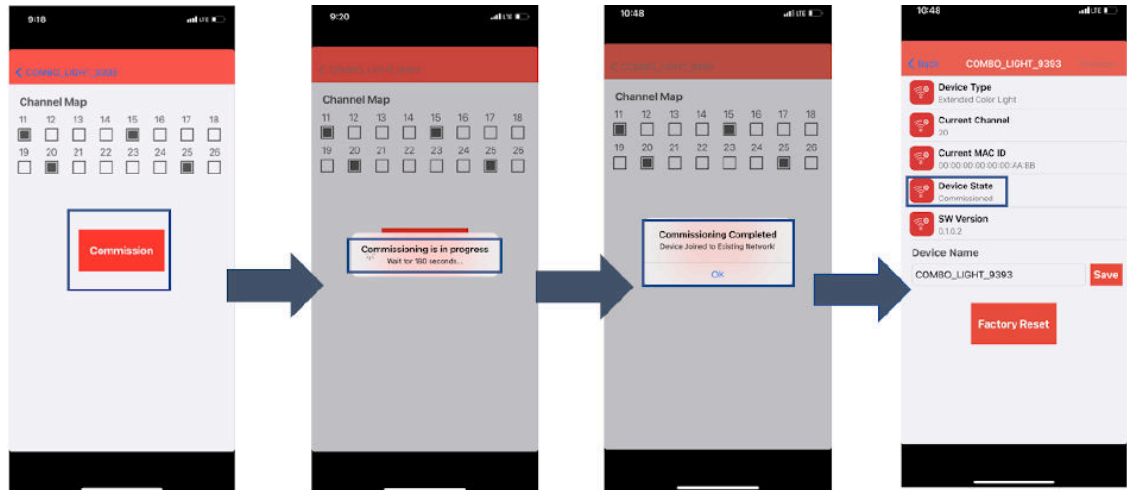 9:18
LTE
COMBO_LIGHT_9393
Channel Map
11 12 13 14 15 16 17 18
19 20 21 22 23 24 25 26
Commission
9:20
LTE
COMBO_LIGHT_9393
Channel Map
11 12 13 14 15 16 17 18
19 20 21 22 23 24 25 26
Commissioning is in progress
Wait for 180 seconds...
10:48
LTE
COMBO_LIGHT_9393
Channel Map
11 12 13 14 15 16 17 18
19 20 21 22 23 24 25 26
Commissioning Completed
Device Joined to Existing Network!
OK
10:48
LTE
Back COMBO_LIGHT_9393
Device Type
Extended Color Light
Current Channel
20
Current MAC ID
00:00:00:00:00:00:AA:BB
Device State
Commissioned
SW Version
0.1.0.2
Device Name
COMBO_LIGHT_9393 Save
Factory Reset